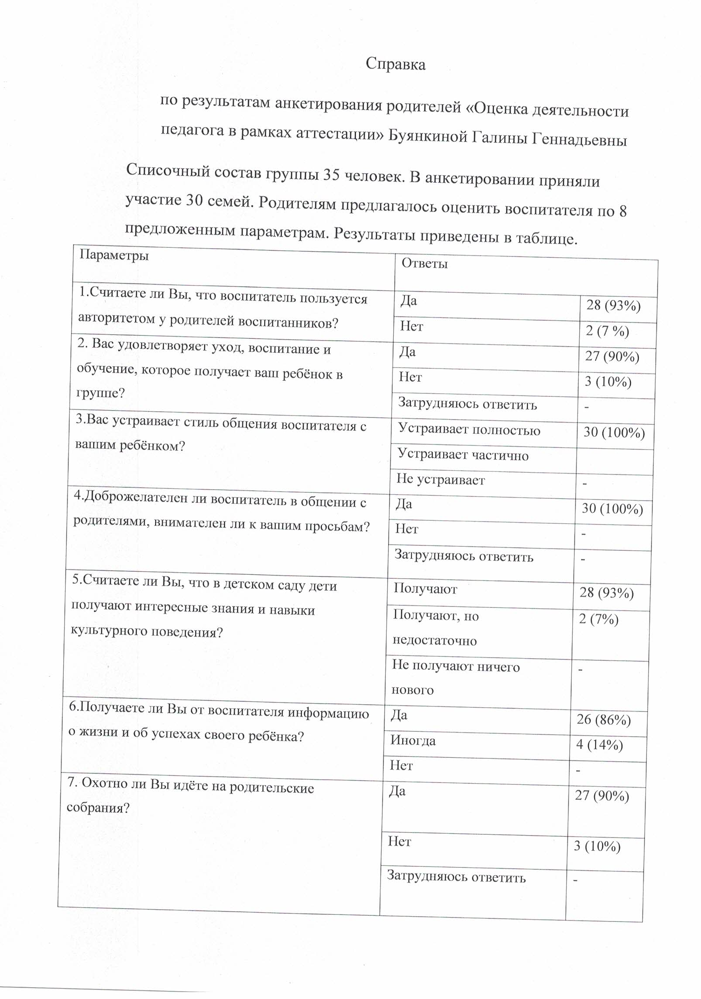 Справка
по результатам анкетирования родителей «Оценка деятельности
педагога в рамках аттестации» Буянкиной Галины Геннадьевны
Списочный состав группы 35 человек. В анкетировании приняли
участие 30 семей. Родителям предлагалось оценить воспитателя по 8
предложенным параметрам. Результаты приведены в таблице.
Параметры
Ответы
1.Считаете ли Вы, что воспитатель пользуется
авторитетом у родителей воспитанников?
Да
28 (93%)
Нет
2 (7 %)
2. Вас удовлетворяет уход, воспитание и
обучение, которое получает ваш ребёнок в
группе?
Да
27 (90%)
Нет
3 (10%)
Затрудняюсь ответить
-
3.Вас устраивает стиль общения воспитателя с
вашим ребёнком?
Устраивает полностью
30 (100%)
Устраивает частично
Не устраивает
-
4.Доброжелателен ли воспитатель в общении с
родителями, внимателен ли к вашим просьбам?
Да
30 (100%)
Нет
-
Затрудняюсь ответить
-
5.Считаете ли Вы, что в детском саду дети
получают интересные знания и навыки
культурного поведения?
Получают
28 (93%)
Получают, но
недостаточно
2 (7%)
Не получают ничего
нового
-
6.Получаете ли Вы от воспитателя информацию
о жизни и об успехах своего ребёнка?
Да
26 (86%)
Иногда
4 (14%)
Нет
-
7. Охотно ли Вы идёте на родительские
собрания?
Да
27 (90%)
Нет
3 (10%)
Затрудняюсь ответить
-